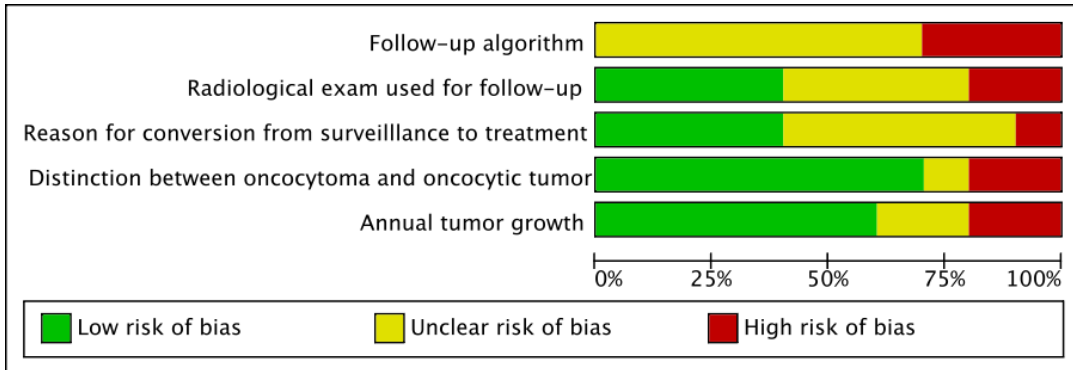 Follow-up algorithm
Radiological exam used for follow-up
Reason for conversion from surveilllance to treatment
Distinction between oncocytoma and oncocytic tumor
Annual tumor growth
0% 25% 50% 75% 100%
Low risk of bias Unclear risk of bias High risk of bias